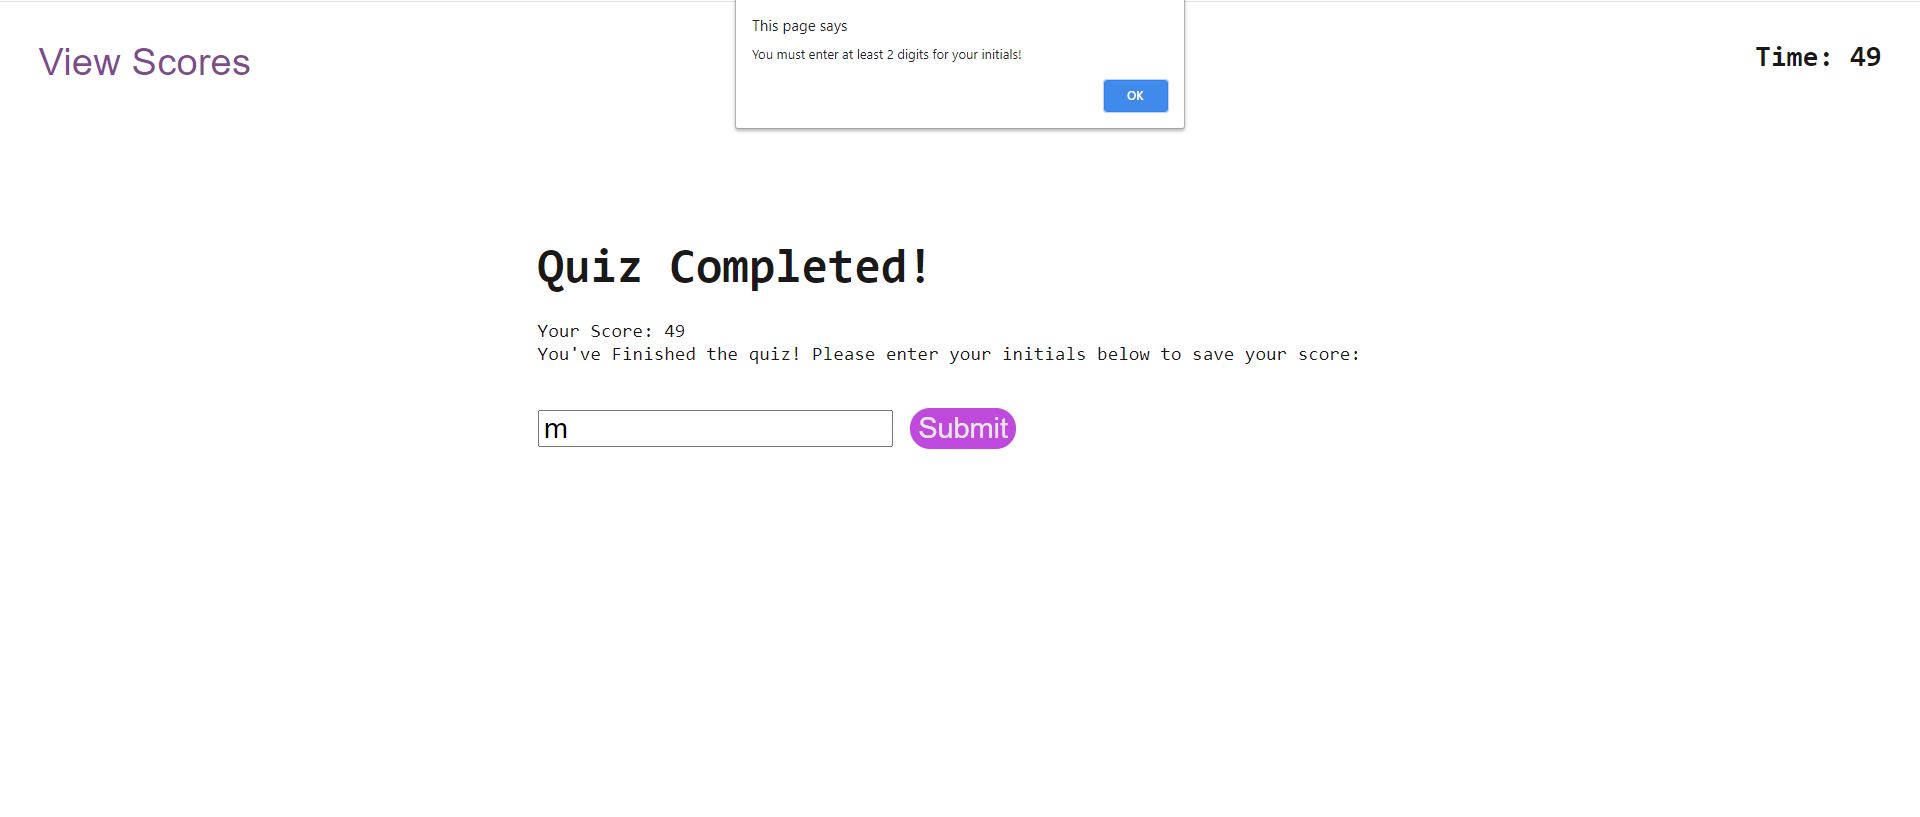 This page says
You must enter at least 2 digits for your initials!
OK
View Scores
Time: 49
Quiz Completed!
Your Score: 49
You've Finished the quiz! Please enter your initials below to save your score:
m
Submit